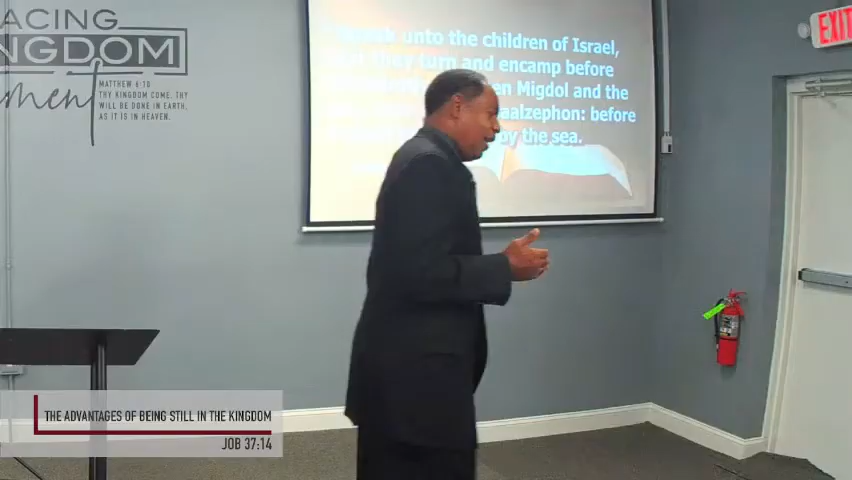 ACING
NGDOM
ment
MATTHEW 6:10
THY KINGDOM COME. THY
WILL BE DONE IN EARTH,
AS IT IS IN HEAVEN.
unto the children of Israel,
they turn and encamp before
Migdol and the
before
by the sea.
EXIT
THE ADVANTAGES OF BEING STILL IN THE KINGDOM
JOB 37:14